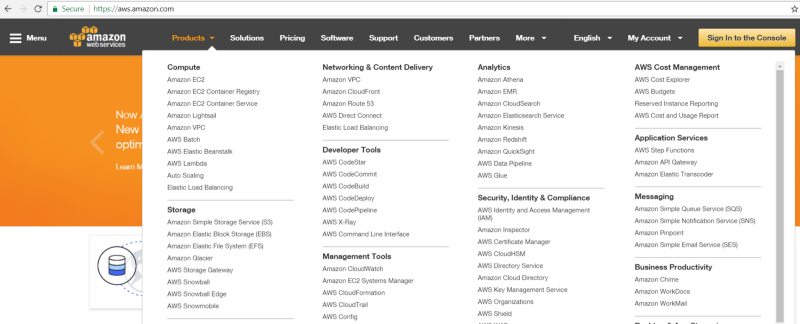 Secure https://aws.amazon.com
Menu
amazon
web services
Products
Solutions
Pricing
Software
Support
Customers
Partners
More
English
My Account
Sign In to the Console
Now
New
optim
Learn M
Compute
Amazon EC2
Amazon EC2 Container Registry
Amazon EC2 Container Service
Amazon Lightsail
Amazon VPC
AWS Batch
AWS Elastic Beanstalk
AWS Lambda
Auto Scaling
Elastic Load Balancing
Storage
Amazon Simple Storage Service (S3)
Amazon Elastic Block Storage (EBS)
Amazon Elastic File System (EFS)
Amazon Glacier
AWS Storage Gateway
AWS Snowball
AWS Snowball Edge
AWS Snowmobile
Networking & Content Delivery
Amazon VPC
Amazon CloudFront
Amazon Route 53
AWS Direct Connect
Elastic Load Balancing
Developer Tools
AWS CodeStar
AWS CodeCommit
AWS CodeBuild
AWS CodeDeploy
AWS CodePipeline
AWS X-Ray
AWS Command Line Interface
Management Tools
Amazon CloudWatch
Amazon EC2 Systems Manager
AWS CloudFormation
AWS CloudTrail
AWS Config
Analytics
Amazon Athena
Amazon EMR
Amazon CloudSearch
Amazon Elasticsearch Service
Amazon Kinesis
Amazon Redshift
Amazon QuickSight
AWS Data Pipeline
AWS Glue
Security, Identity & Compliance
AWS Identity and Access Management
(IAM)
Amazon Inspector
AWS Certificate Manager
AWS CloudHSM
AWS Directory Service
Amazon Cloud Directory
AWS Key Management Service
AWS Organizations
AWS Shield
AWS Cost Management
AWS Cost Explorer
AWS Budgets
Reserved Instance Reporting
AWS Cost and Usage Report
Application Services
AWS Step Functions
Amazon API Gateway
Amazon Elastic Transcoder
Messaging
Amazon Simple Queue Service (SQS)
Amazon Simple Notification Service (SNS)
Amazon Pinpoint
Amazon Simple Email Service (SES)
Business Productivity
Amazon Chime
Amazon WorkDocs
Amazon WorkMail